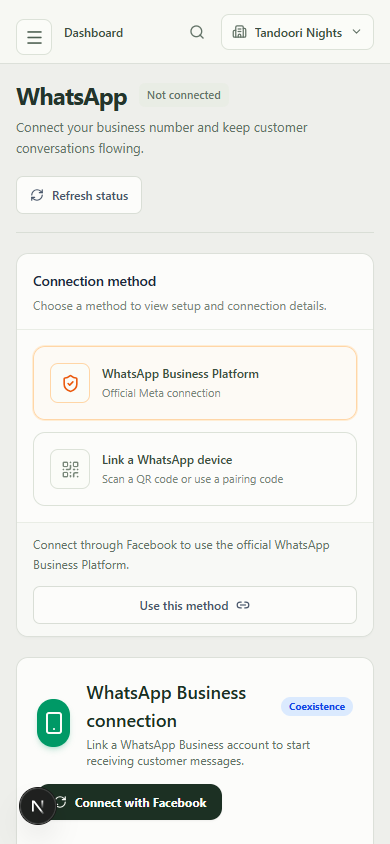 Dashboard
Tandoori Nights
WhatsApp
Not connected
Connect your business number and keep customer
conversations flowing.
Refresh status
Connection method
Choose a method to view setup and connection details.
WhatsApp Business Platform
Official Meta connection
Link a WhatsApp device
Scan a QR code or use a pairing code
Connect through Facebook to use the official WhatsApp
Business Platform.
Use this method
WhatsApp Business
connection
Coexistence
Link a WhatsApp Business account to start
receiving customer messages.
N
Connect with Facebook